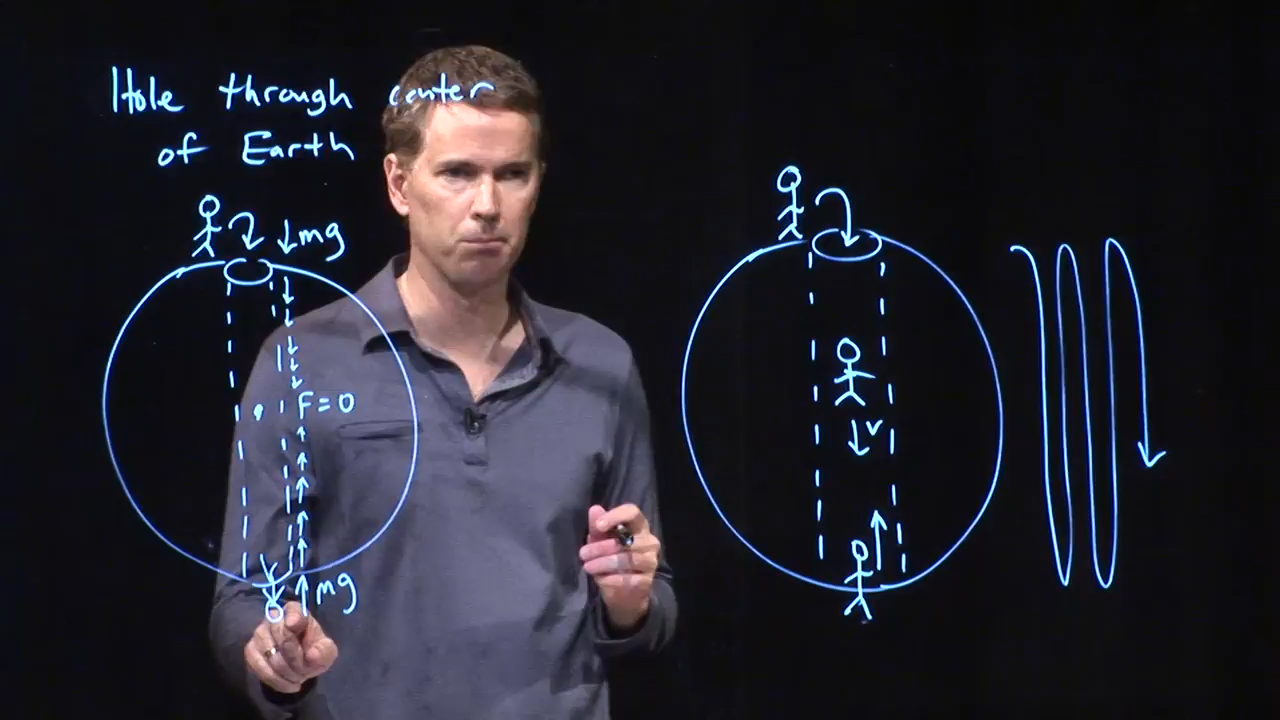 Hole through center
of Earth
mg
F = 0
v
mg